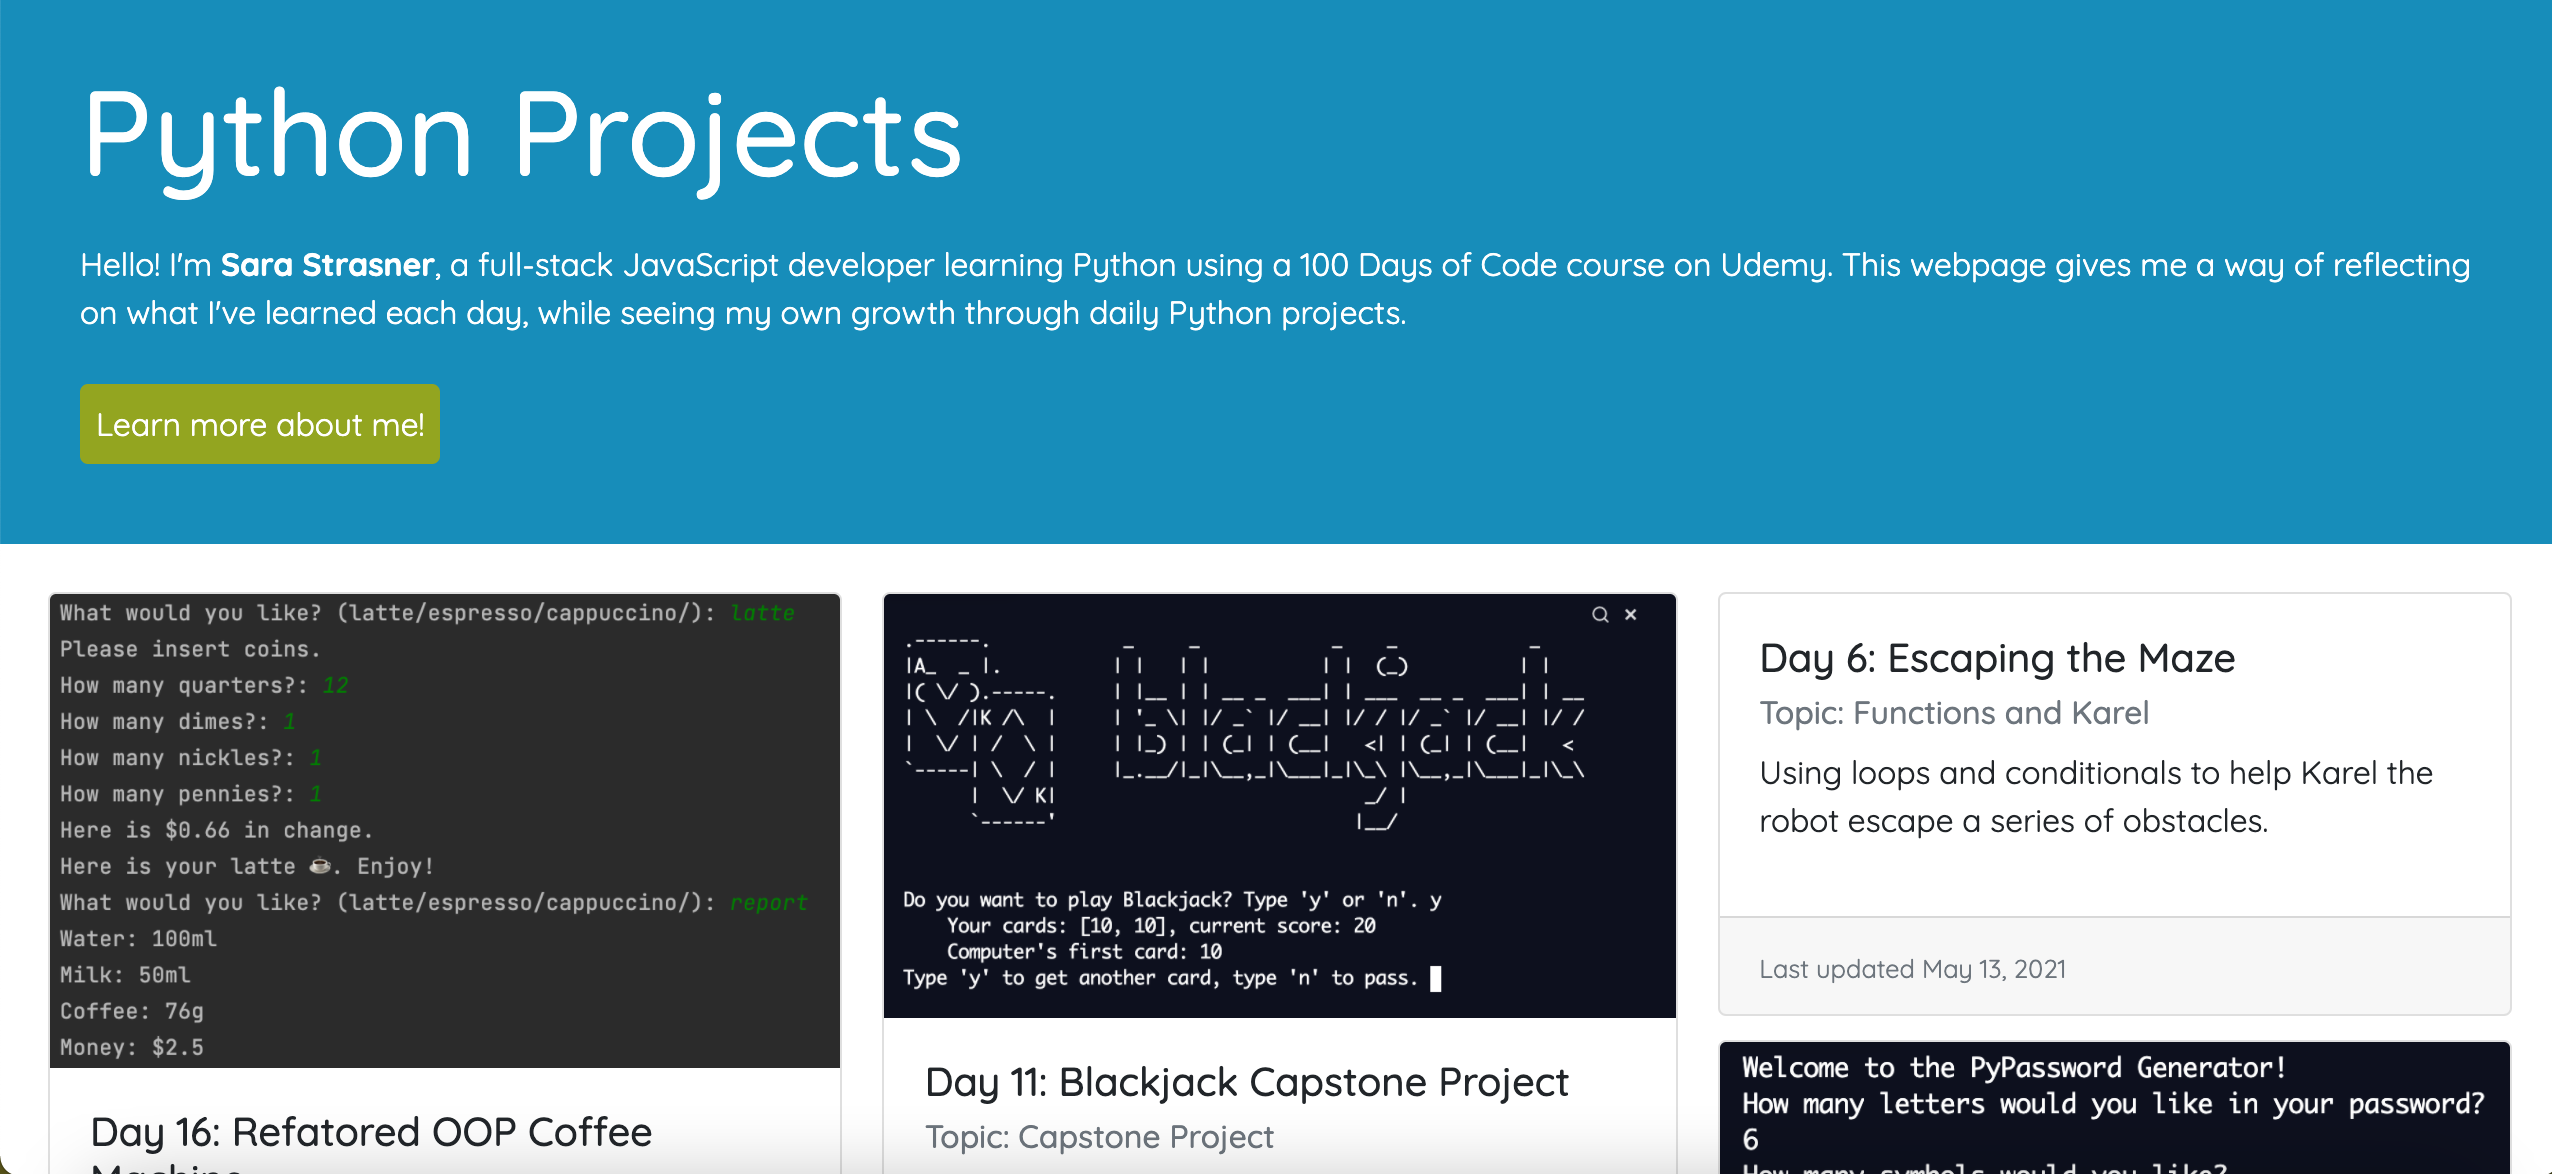 Python Projects
Hello! I'm Sara Strasner, a full-stack JavaScript developer learning Python using a 100 Days of Code course on Udemy. This webpage gives me a way of reflecting
on what I've learned each day, while seeing my own growth through daily Python projects.
Learn more about me!
What would you like? (latte/espresso/cappuccino/): latte
Please insert coins.
How many quarters?: 12
How many dimes?: 1
How many nickles?: 1
How many pennies?: 1
Here is $0.66 in change.
Here is your latte ☕. Enjoy!
What would you like? (latte/espresso/cappuccino/): report
Water: 100ml
Milk: 50ml
Coffee: 76g
Money: $2.5
Day 16: Refatored OOP Coffee
Machine
blackjack
Do you want to play Blackjack? Type 'y' or 'n'. y
Your cards: [10, 10], current score: 20
Computer's first card: 10
Type 'y' to get another card, type 'n' to pass.
Day 11: Blackjack Capstone Project
Topic: Capstone Project
Day 6: Escaping the Maze
Topic: Functions and Karel
Using loops and conditionals to help Karel the
robot escape a series of obstacles.
Last updated May 13, 2021
Welcome to the PyPassword Generator!
How many letters would you like in your password?
6
How many symbols would you like?